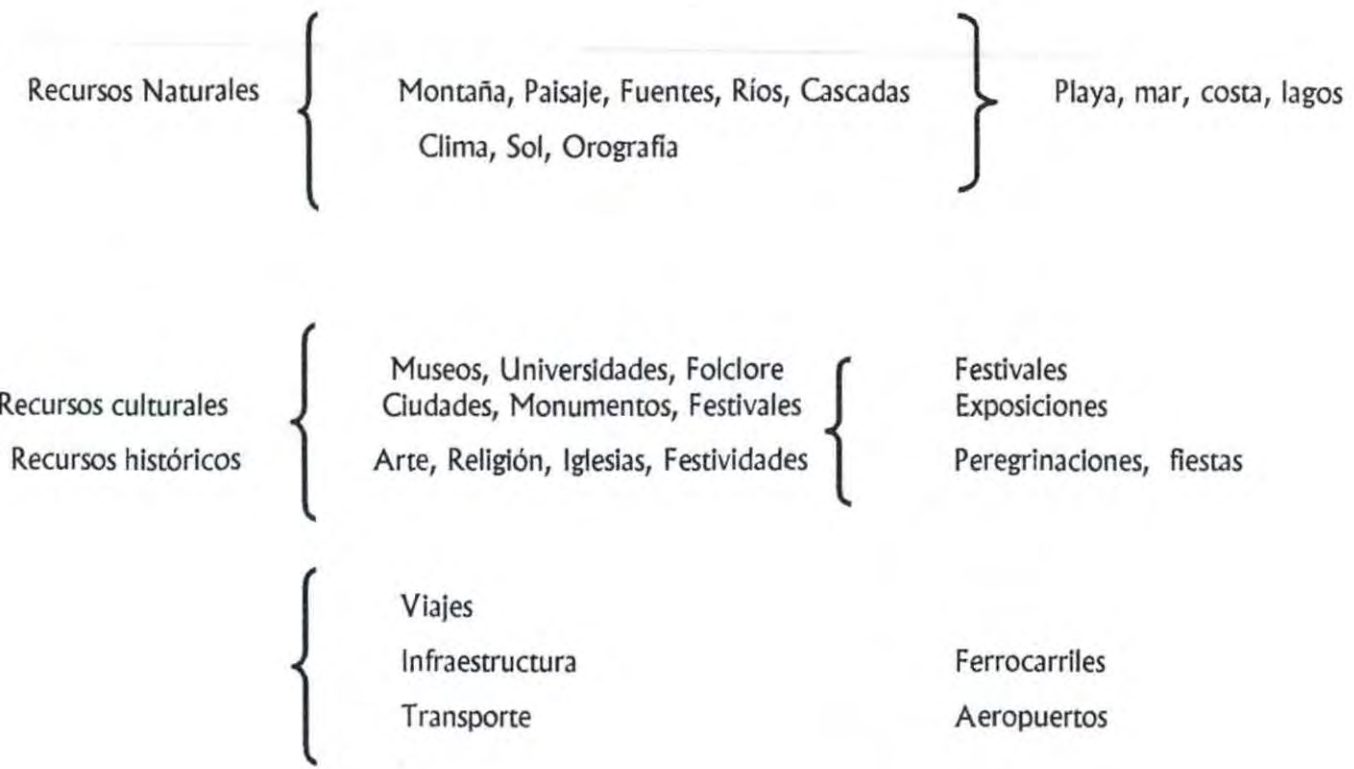 Recursos Naturales Montaña, Paisaje, Fuentes, Ríos, Cascadas Playa, mar, costa, lagos
Clima, Sol, Orografía
Museos, Universidades, Folclore Festivales
Recursos culturales Ciudades, Monumentos, Festivales Exposiciones
Recursos históricos Arte, Religión, Iglesias, Festividades Peregrinaciones, fiestas
Viajes
Infraestructura Ferrocarriles
Transporte Aeropuertos